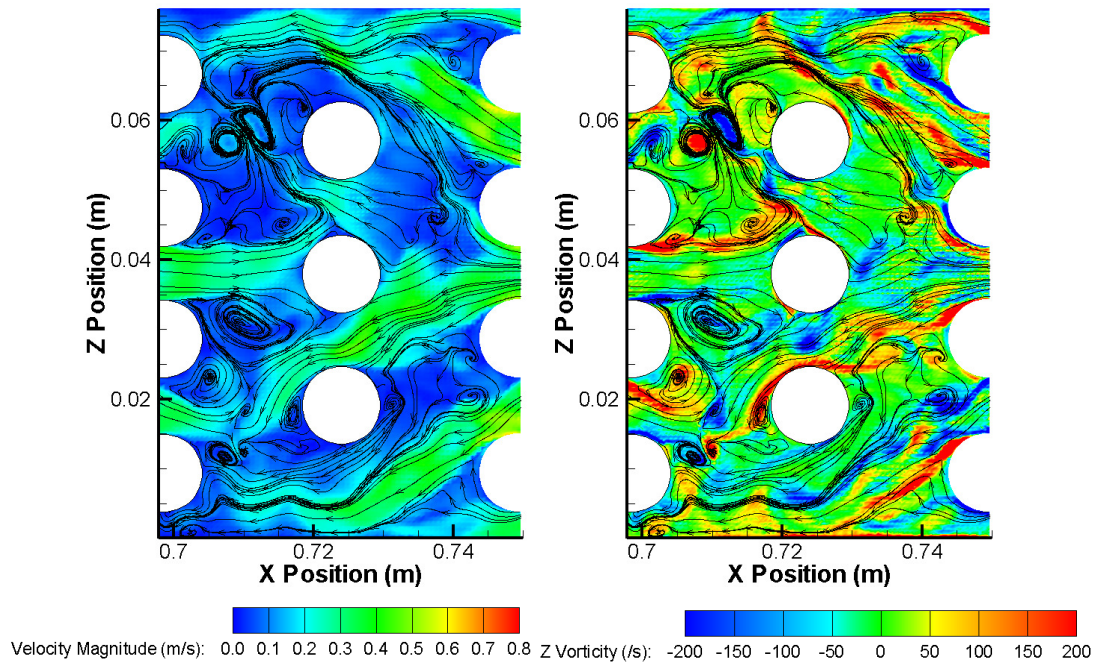 Z Position (m)
0.06
0.04
0.02
0.7 0.72 0.74
X Position (m)
Z Position (m)
0.06
0.04
0.02
0.7 0.72 0.74
X Position (m)
Velocity Magnitude (m/s): 0.0 0.1 0.2 0.3 0.4 0.5 0.6 0.7 0.8
Z Vorticity (/s): -200 -150 -100 -50 0 50 100 150 200